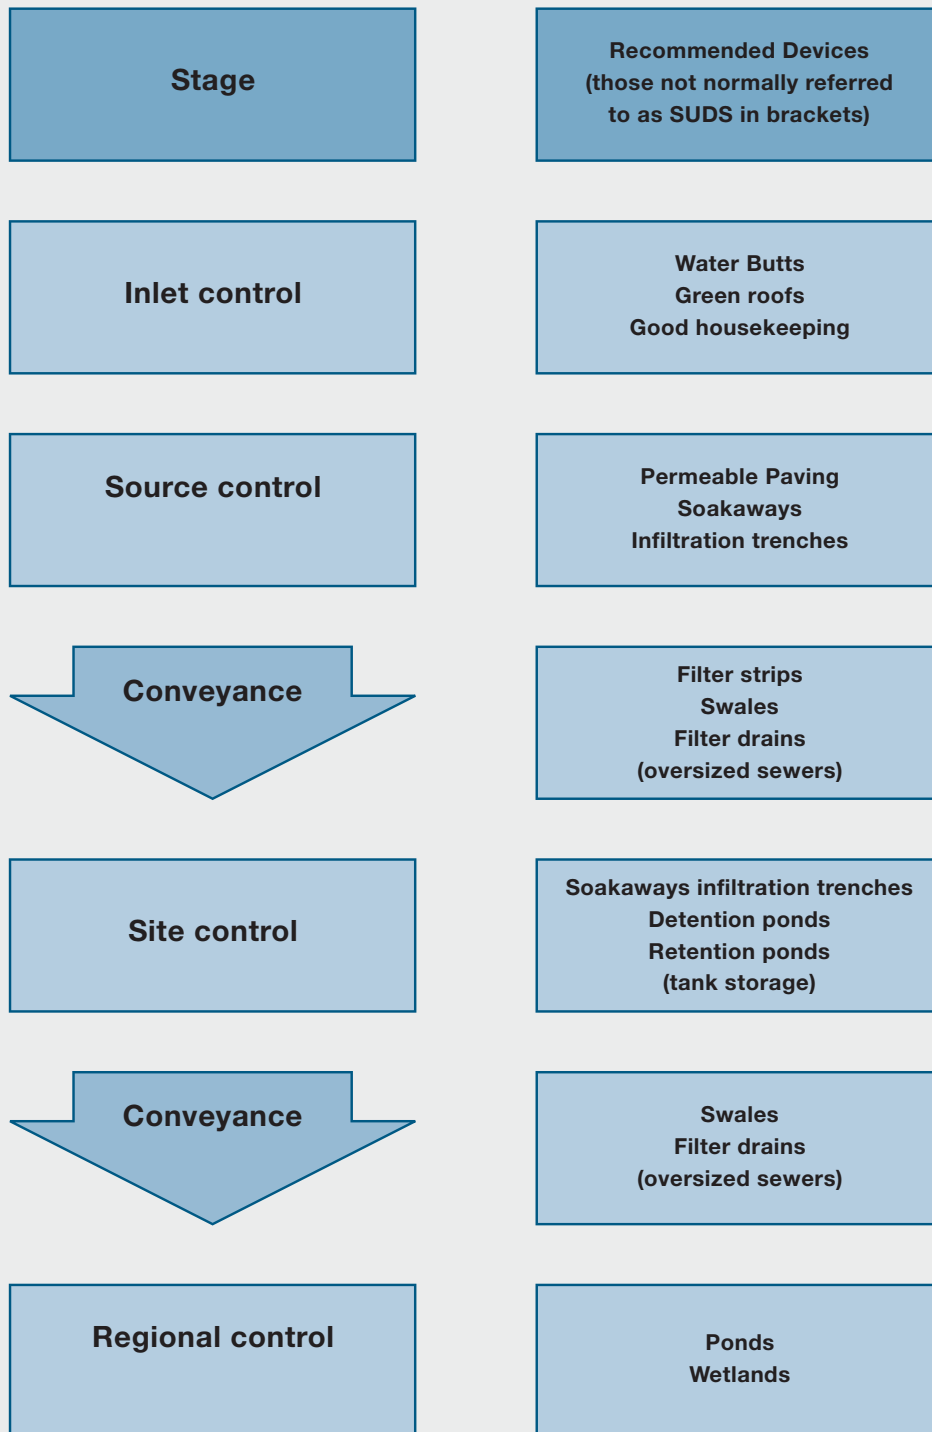 Stage
Recommended Devices
(those not normally referred
to as SUDS in brackets)
Inlet control
Water Butts
Green roofs
Good housekeeping
Source control
Permeable Paving
Soakaways
Infiltration trenches
Conveyance
Filter strips
Swales
Filter drains
(oversized sewers)
Site control
Soakaways infiltration trenches
Detention ponds
Retention ponds
(tank storage)
Conveyance
Swales
Filter drains
(oversized sewers)
Regional control
Ponds
Wetlands